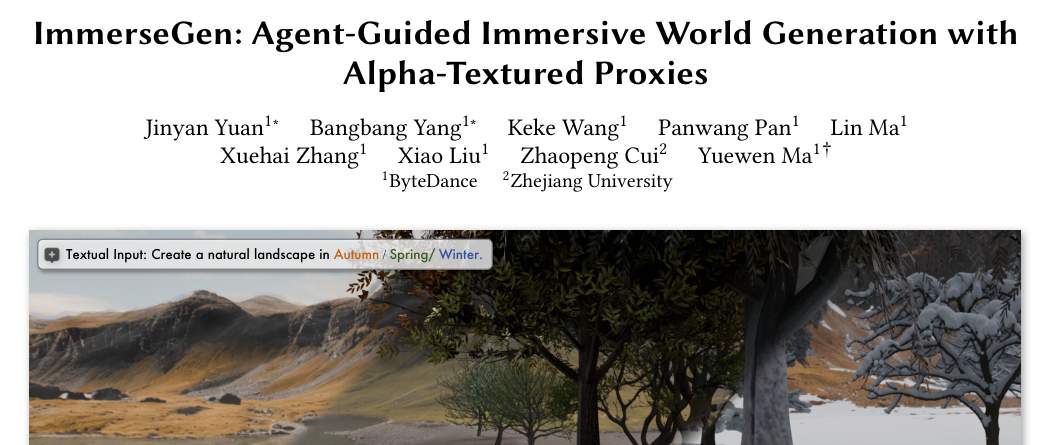 ImmerseGen: Agent-Guided Immersive World Generation with
Alpha-Textured Proxies
Jinyan Yuan1* Bangbang Yang1* Keke Wang1 Panwang Pan1 Lin Ma1
Xuehai Zhang1 Xiao Liu1 Zhaopeng Cui2 Yuewen Ma1†
1ByteDance 2Zhejiang University
Textual Input: Create a natural landscape in Autumn / Spring/ Winter.